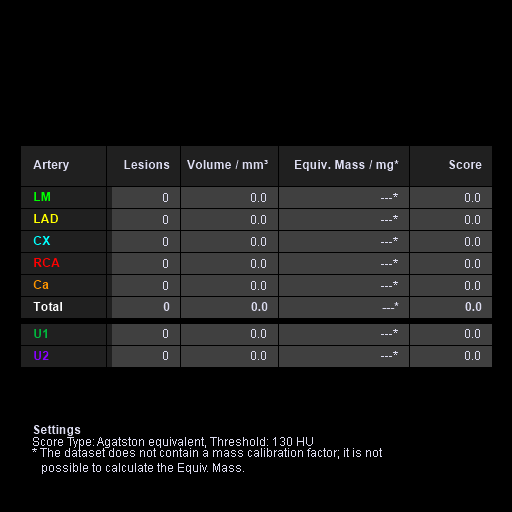 Artery Lesions Volume / mm³ Equiv. Mass / mg* Score
LM 0 0.0 ---* 0.0
LAD 0 0.0 ---* 0.0
CX 0 0.0 ---* 0.0
RCA 0 0.0 ---* 0.0
Ca 0 0.0 ---* 0.0
Total 0 0.0 ---* 0.0
U1 0 0.0 ---* 0.0
U2 0 0.0 ---* 0.0
Settings
Score Type: Agatston equivalent, Threshold: 130 HU
* The dataset does not contain a mass calibration factor; it is not
possible to calculate the Equiv. Mass.